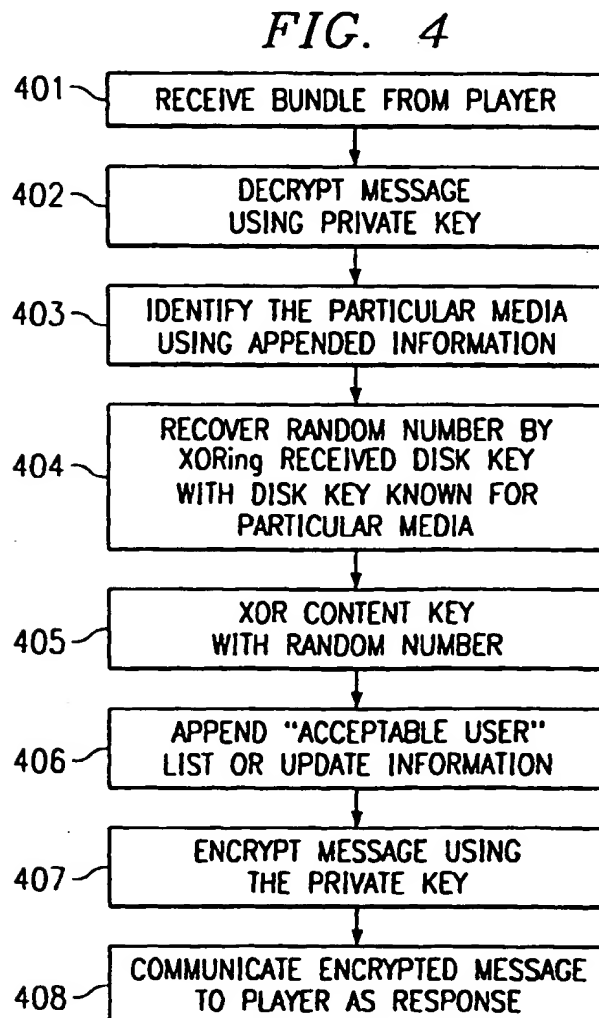 FIG. 4
401
RECEIVE BUNDLE FROM PLAYER
402
DECRYPT MESSAGE
USING PRIVATE KEY
403
IDENTIFY THE PARTICULAR MEDIA
USING APPENDED INFORMATION
404
RECOVER RANDOM NUMBER BY
XORing RECEIVED DISK KEY
WITH DISK KEY KNOWN FOR
PARTICULAR MEDIA
405
XOR CONTENT KEY
WITH RANDOM NUMBER
406
APPEND "ACCEPTABLE USER"
LIST OR UPDATE INFORMATION
407
ENCRYPT MESSAGE USING
THE PRIVATE KEY
408
COMMUNICATE ENCRYPTED MESSAGE
TO PLAYER AS RESPONSE